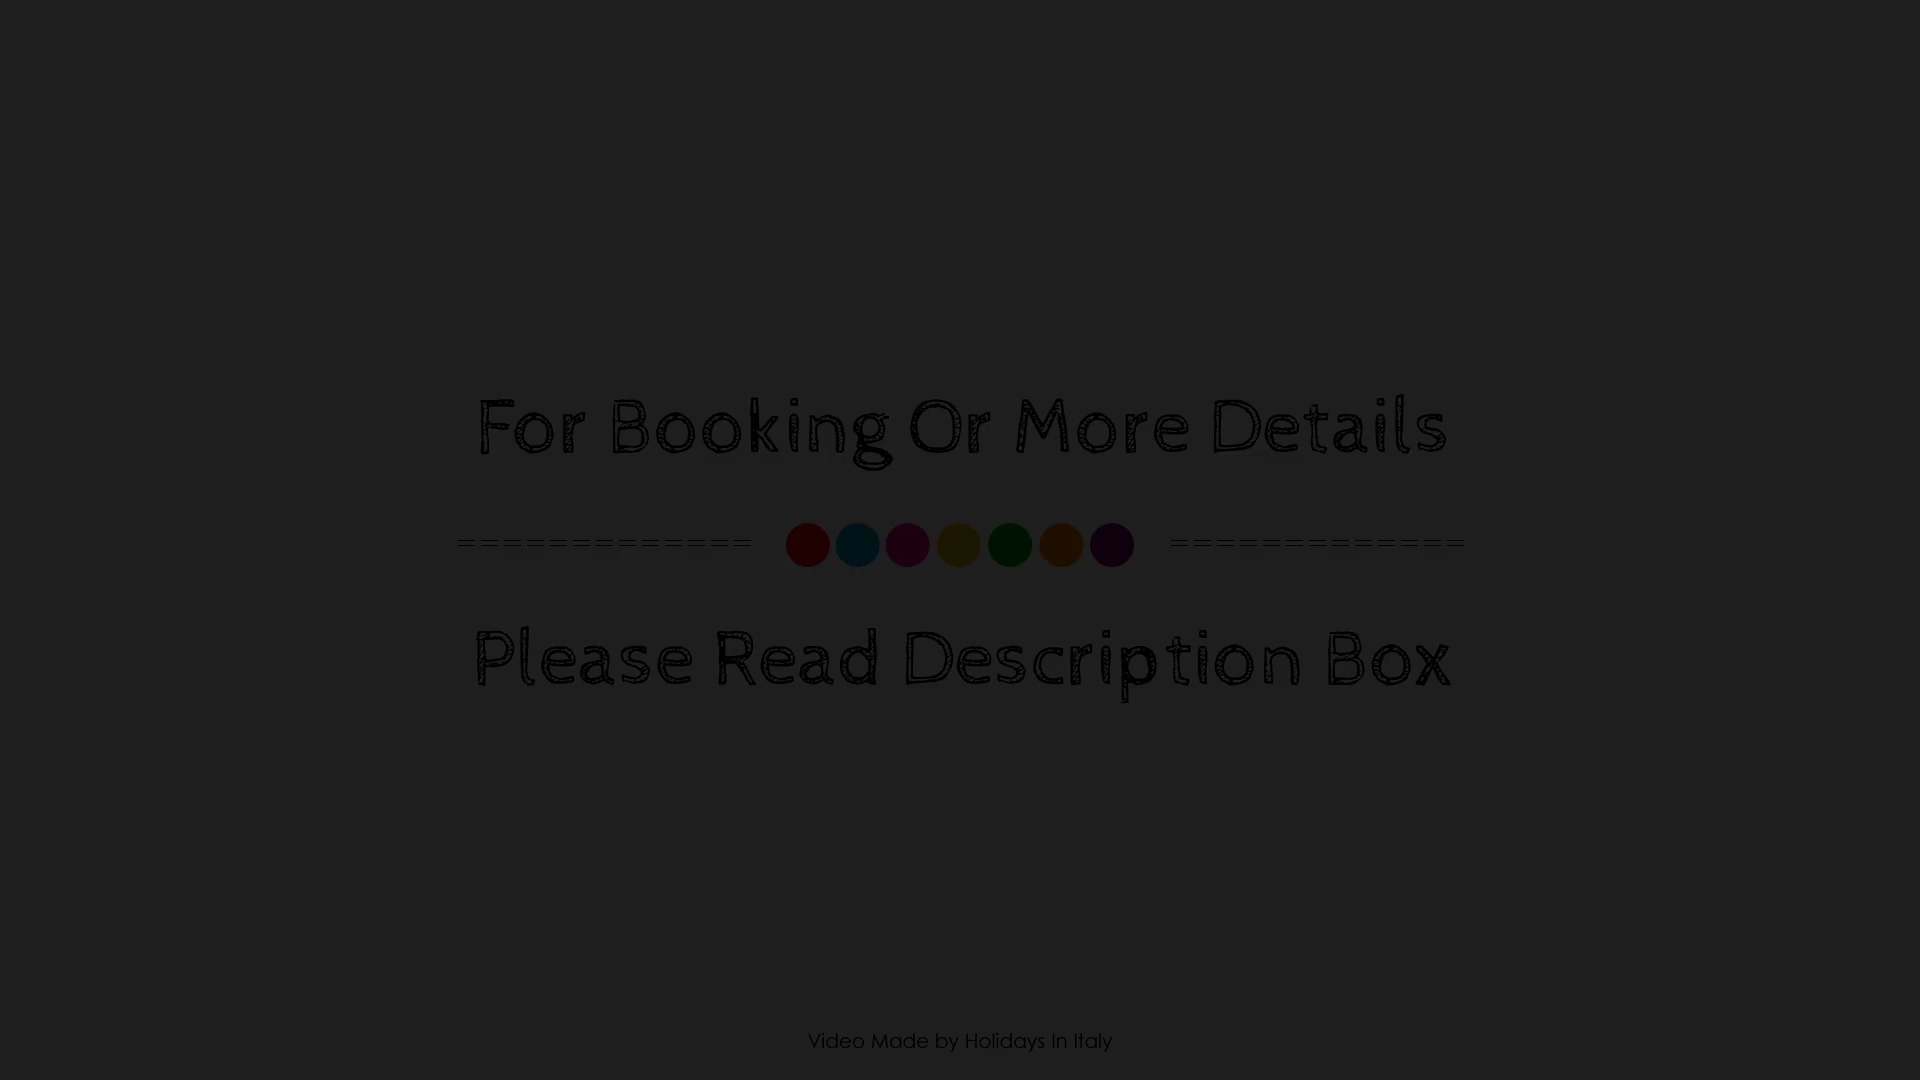 For Booking Or More Details
============= =============
Please Read Description Box
Video Made by Holidays In Italy